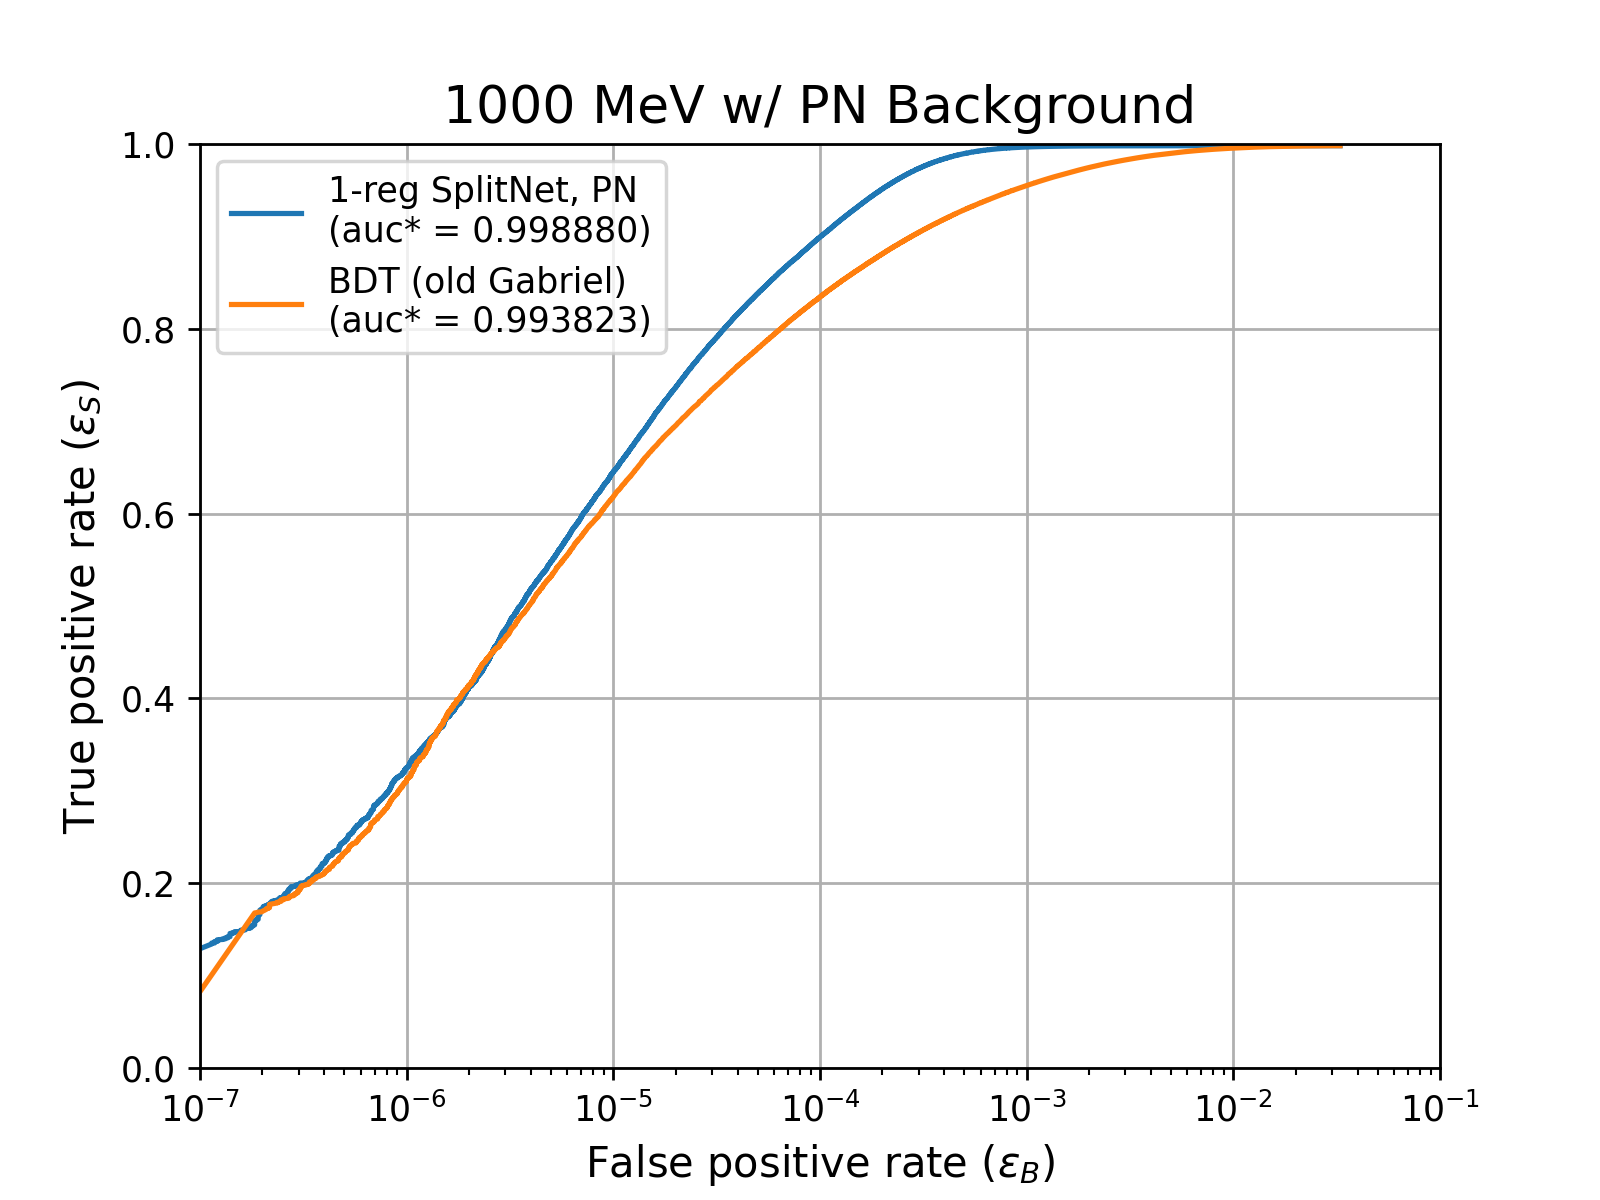 1000 MeV w/ PN Background
1-reg SplitNet, PN
(auc* = 0.998880)
BDT (old Gabriel)
(auc* = 0.993823)
True positive rate (ε_S)
1.0
0.8
0.6
0.4
0.2
0.0
10⁻⁷ 10⁻⁶ 10⁻⁵ 10⁻⁴ 10⁻³ 10⁻² 10⁻¹
False positive rate (ε_B)